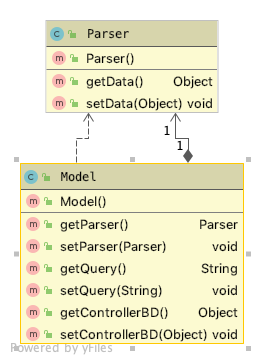 C Parser
m Parser()
m getData() Object
m setData(Object) void
1
1
C Model
m Model()
m getParser() Parser
m setParser(Parser) void
m getQuery() String
m setQuery(String) void
m getControllerBD() Object
m setControllerBD(Object) void
Powered by yFiles